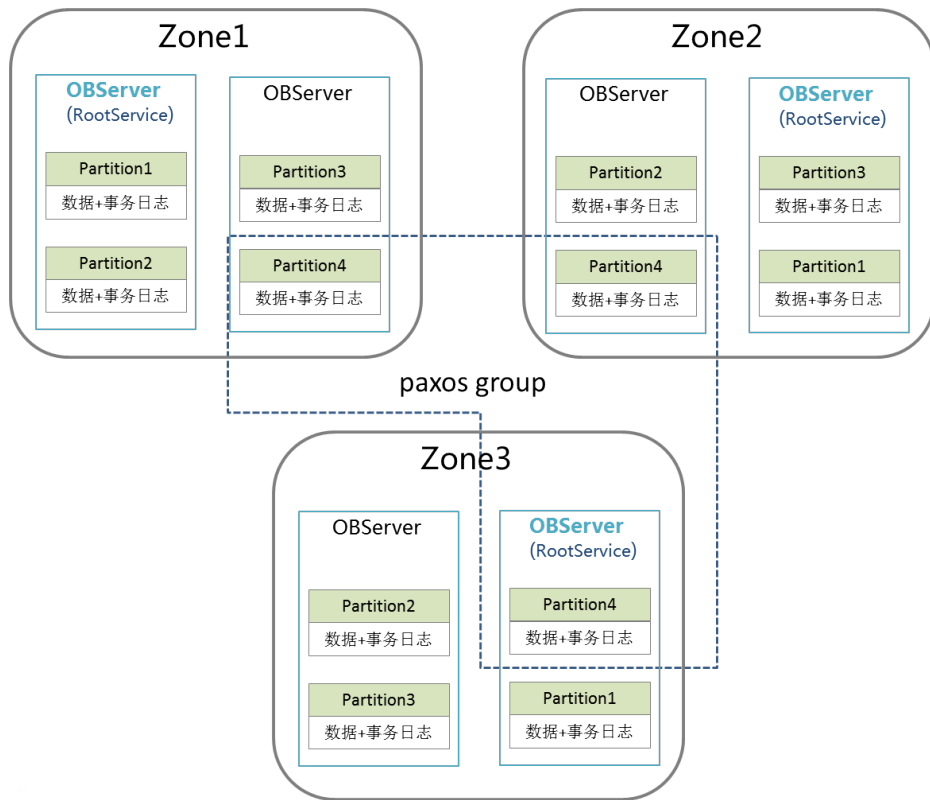 Zone1
OBServer
(RootService)
Partition1
数据+事务日志
Partition2
数据+事务日志
OBServer
Partition3
数据+事务日志
Partition4
数据+事务日志
Zone2
OBServer
Partition2
数据+事务日志
Partition4
数据+事务日志
OBServer
(RootService)
Partition3
数据+事务日志
Partition1
数据+事务日志
paxos group
Zone3
OBServer
Partition2
数据+事务日志
Partition3
数据+事务日志
OBServer
(RootService)
Partition4
数据+事务日志
Partition1
数据+事务日志